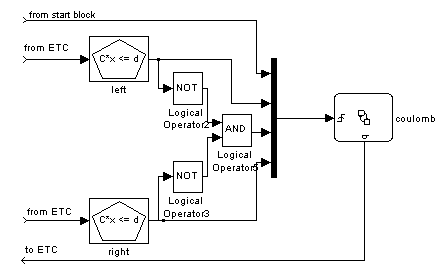 from start block
from ETC
C*x <= d
left
NOT
Logical
Operator2
AND
coulomb
Logical
Operator5
NOT
Logical
Operator3
from ETC
C*x <= d
to ETC
right